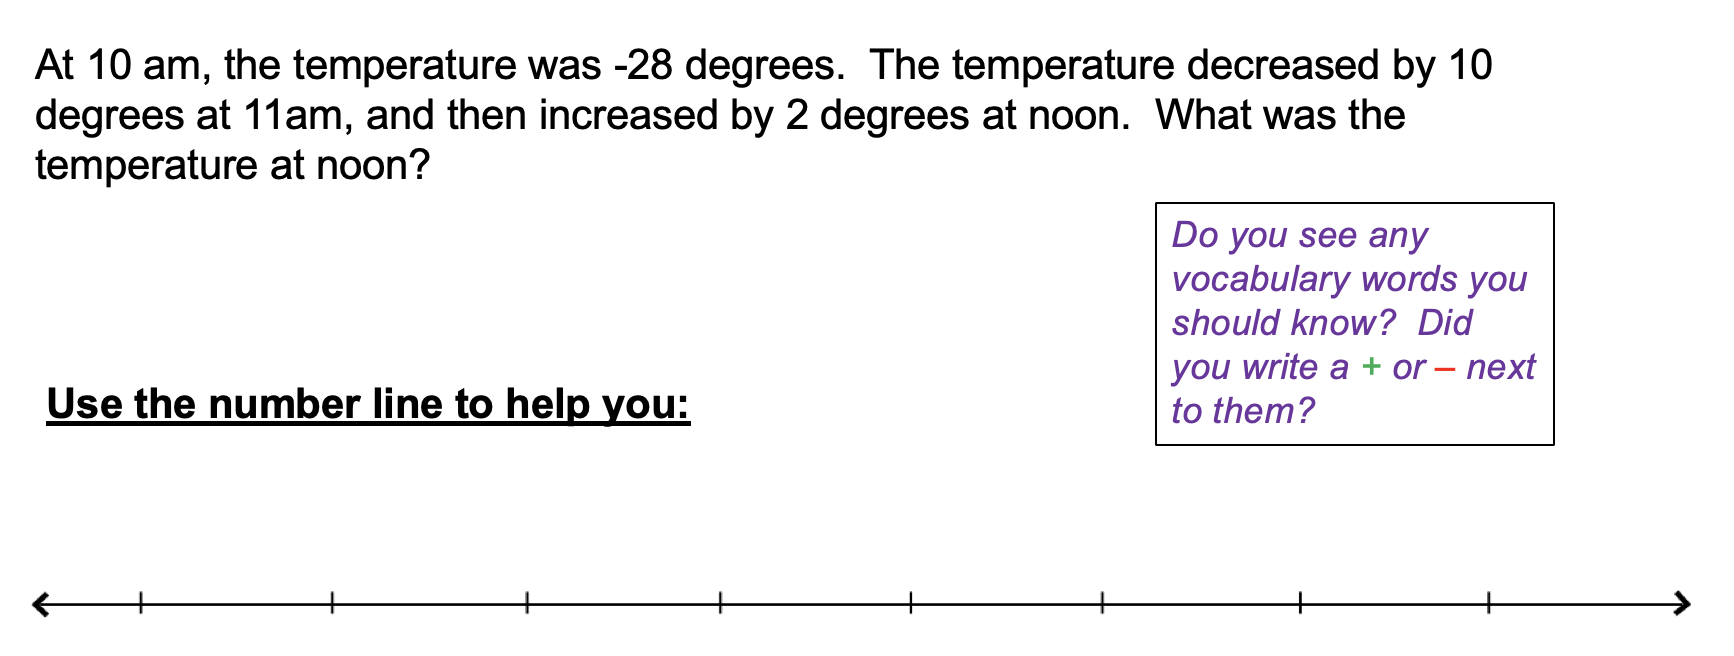 At 10 am, the temperature was -28 degrees.  The temperature decreased by 10
degrees at 11am, and then increased by 2 degrees at noon.  What was the
temperature at noon?
Do you see any
vocabulary words you
should know?  Did
you write a + or – next
to them?
Use the number line to help you: